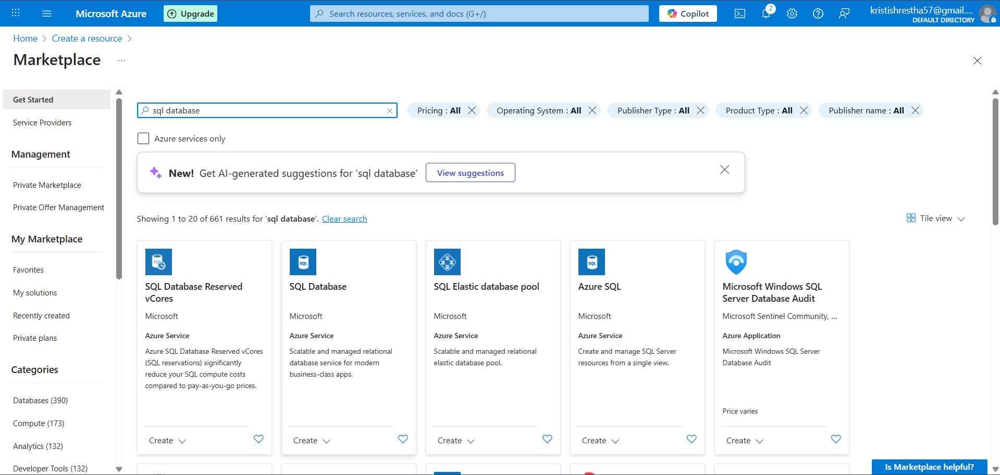 Microsoft Azure
Upgrade
Search resources, services, and docs (G+/)
Copilot
2
kristishrestha57@gmail....
DEFAULT DIRECTORY
Home > Create a resource >
Marketplace ...
Get Started
Service Providers
Management
Private Marketplace
Private Offer Management
My Marketplace
Favorites
My solutions
Recently created
Private plans
Categories
Databases (390)
Compute (173)
Analytics (132)
Developer Tools (132)
sql database
Pricing : All
Operating System : All
Publisher Type : All
Product Type : All
Publisher name : All
Azure services only
New! Get AI-generated suggestions for 'sql database'
View suggestions
Showing 1 to 20 of 661 results for 'sql database'. Clear search
Tile view
SQL
SQL Database Reserved
vCores
Microsoft
Azure Service
Azure SQL Database Reserved vCores
(SQL reservations) significantly
reduce your SQL compute costs
compared to pay-as-you-go prices.
Create
SQL
SQL Database
Microsoft
Azure Service
Scalable and managed relational
database service for modern
business-class apps.
Create
SQL Elastic database pool
Microsoft
Azure Service
Scalable and managed relational
elastic database pool.
Create
SQL
Azure SQL
Microsoft
Azure Service
Create and manage SQL Server
resources from a single view.
Create
Microsoft Windows SQL
Server Database Audit
Microsoft Sentinel Community, ...
Azure Application
Microsoft Windows SQL Server
Database Audit
Price varies
Create
Is Marketplace helpful?